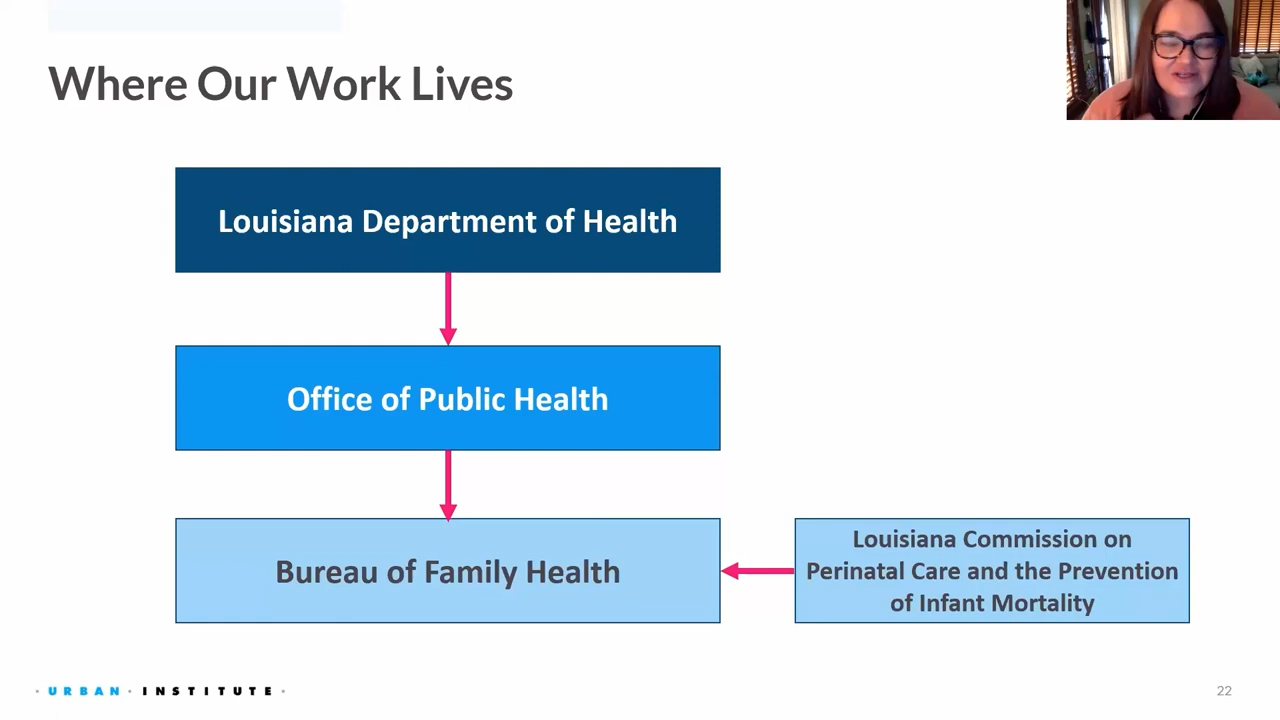 Where Our Work Lives
Louisiana Department of Health
Office of Public Health
Bureau of Family Health
Louisiana Commission on
Perinatal Care and the Prevention
of Infant Mortality
· URBAN · INSTITUTE ·
22